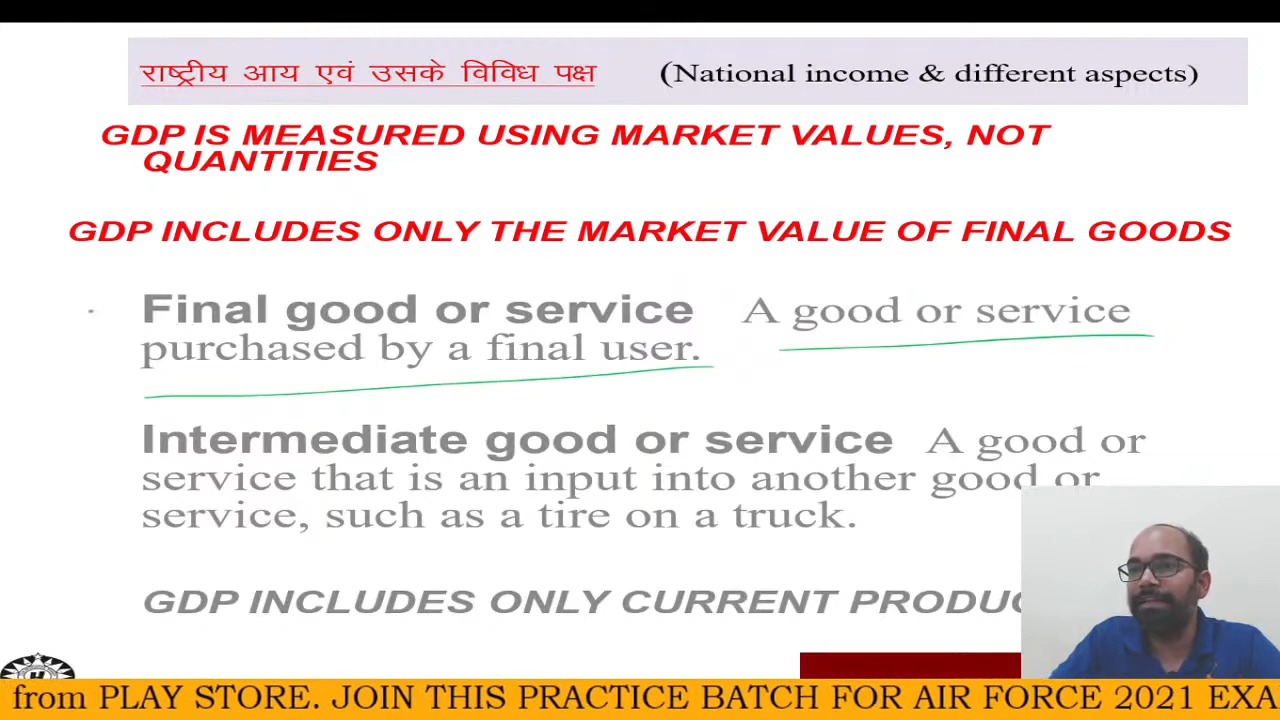 राष्ट्रीय आय एवं उसके विविध पक्ष (National income & different aspects)
GDP IS MEASURED USING MARKET VALUES, NOT
QUANTITIES
GDP INCLUDES ONLY THE MARKET VALUE OF FINAL GOODS
Final good or service A good or service
purchased by a final user.
Intermediate good or service A good or
service that is an input into another good or
service, such as a tire on a truck.
GDP INCLUDES ONLY CURRENT
from PLAY STORE. JOIN THIS PRACTICE BATCH FOR AIR FORCE 2021